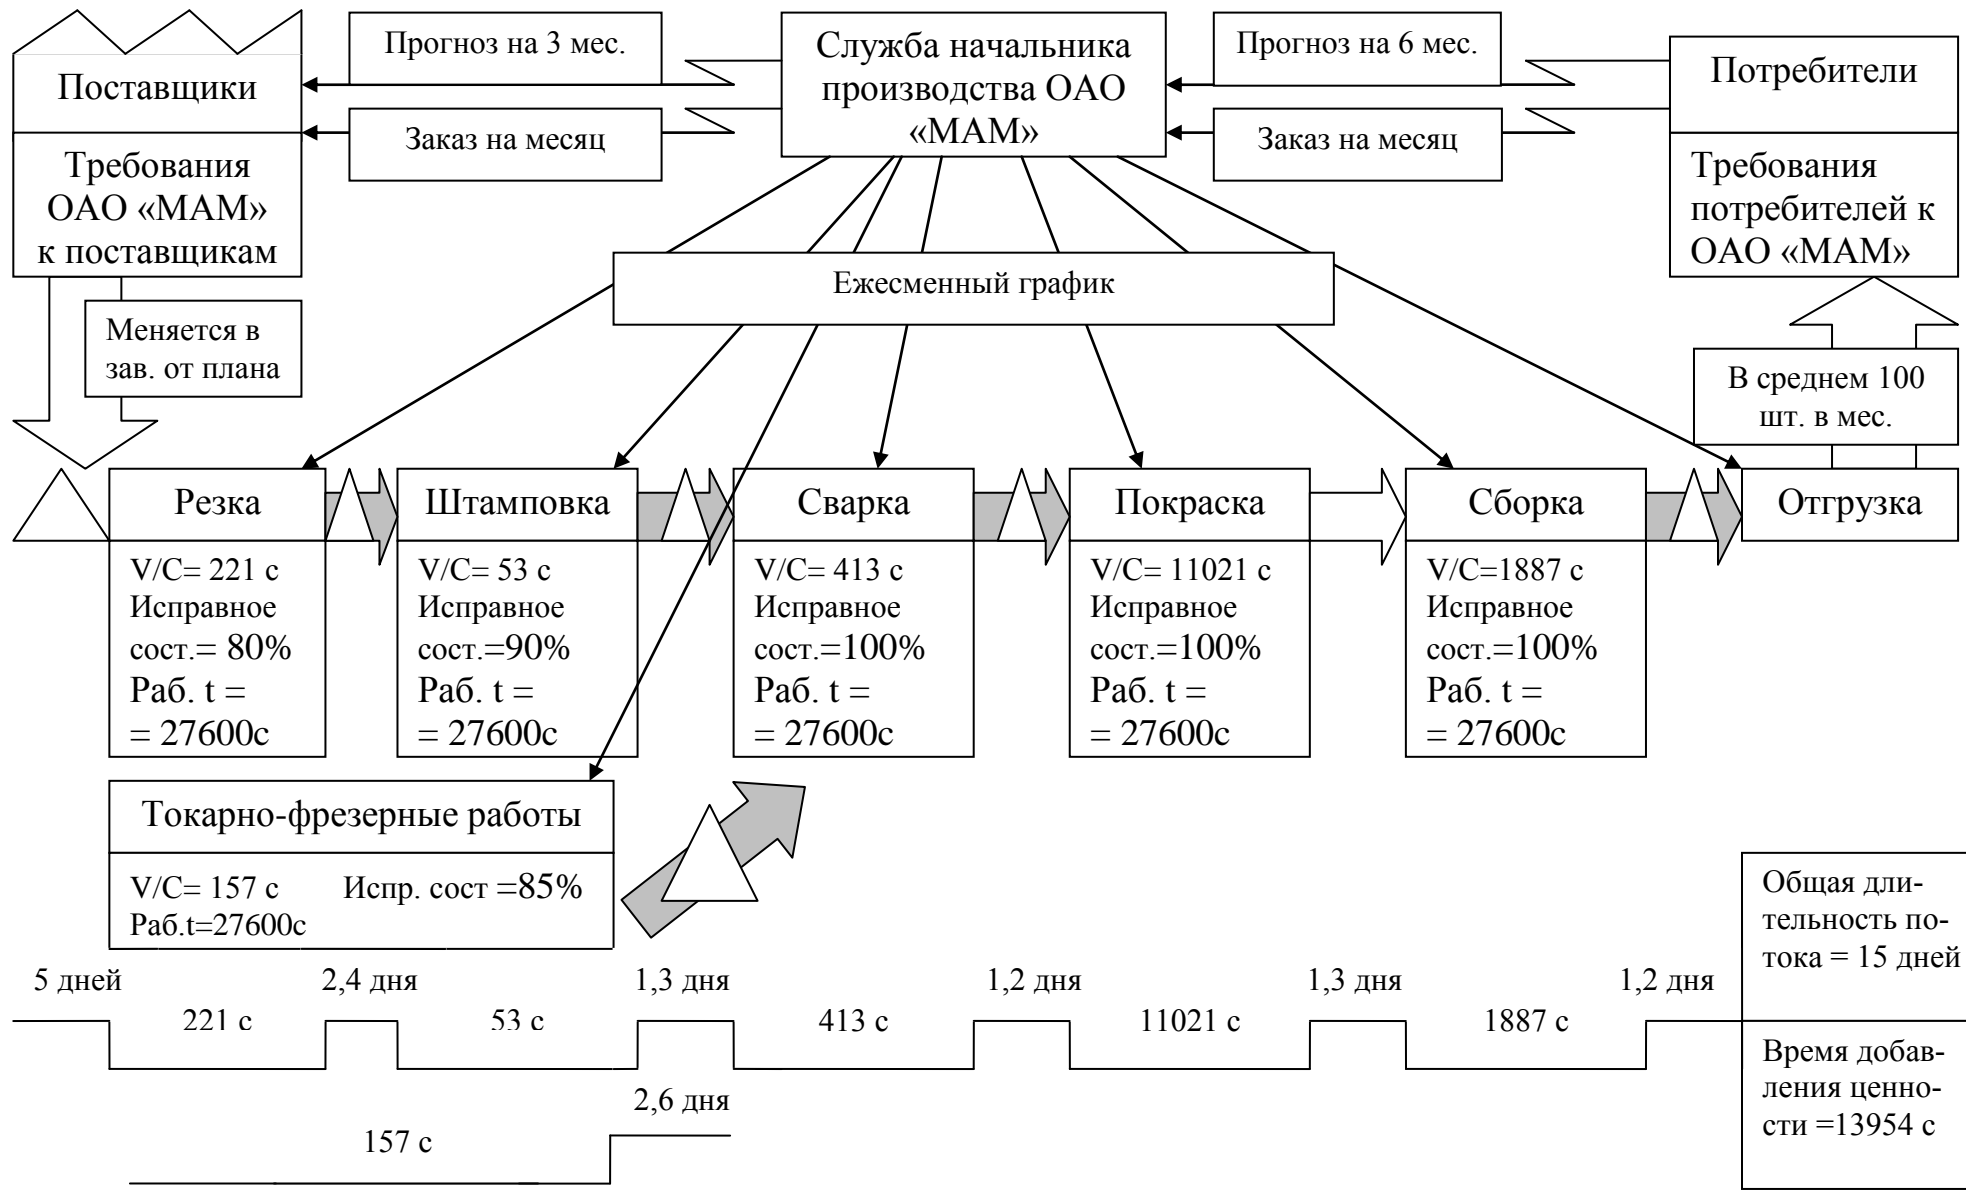 Прогноз на 3 мес.
Служба начальника
производства ОАО
«МАМ»
Прогноз на 6 мес.
Поставщики
Потребители
Заказ на месяц
Заказ на месяц
Требования
ОАО «МАМ»
к поставщикам
Требования
потребителей к
ОАО «МАМ»
Ежесменный график
Меняется в
зав. от плана
В среднем 100
шт. в мес.
Резка
V/C= 221 с
Исправное
сост.= 80%
Раб. t =
= 27600с
Штамповка
V/C= 53 с
Исправное
сост.=90%
Раб. t =
= 27600с
Сварка
V/C= 413 с
Исправное
сост.=100%
Раб. t =
= 27600с
Покраска
V/C= 11021 с
Исправное
сост.=100%
Раб. t =
= 27600с
Сборка
V/C=1887 с
Исправное
сост.=100%
Раб. t =
= 27600с
Отгрузка
Токарно-фрезерные работы
V/C= 157 с Испр. сост =85%
Раб.t=27600с
5 дней 2,4 дня 1,3 дня 1,2 дня 1,3 дня 1,2 дня
221 с 53 с 413 с 11021 с 1887 с
2,6 дня
157 с
Общая дли-
тельность по-
тока = 15 дней
Время добав-
ления ценно-
сти =13954 с